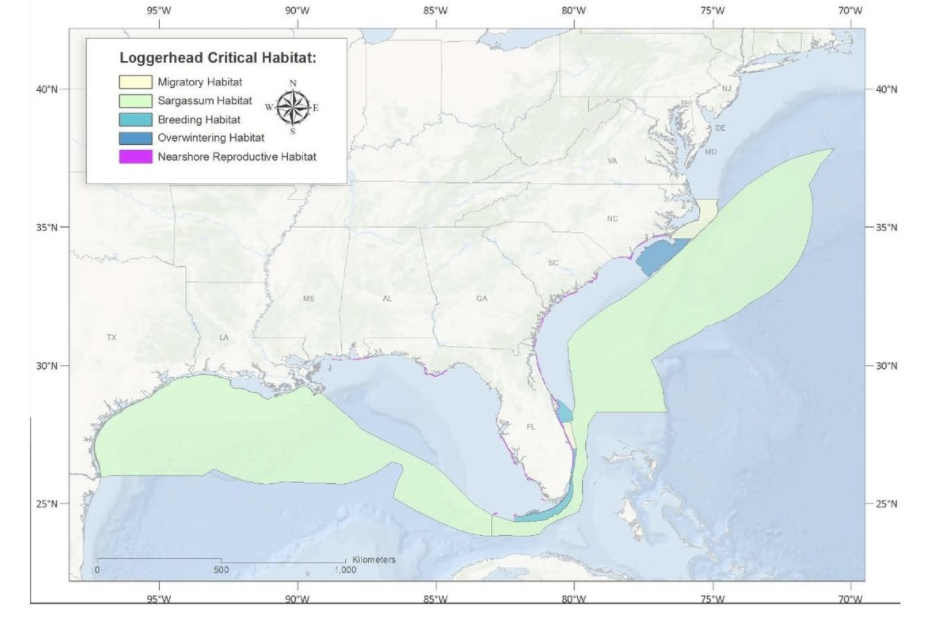 95°W 90°W 85°W 80°W 75°W 70°W
Loggerhead Critical Habitat:
Migratory Habitat
Sargassum Habitat
Breeding Habitat
Overwintering Habitat
Nearshore Reproductive Habitat
N
W E
S
40°N 40°N
NJ
DE
MD
VA
35°N 35°N
NC
SC
MS AL GA
TX LA
30°N 30°N
FL
25°N 25°N
Kilometers
0 500 1,000
95°W 90°W 85°W 80°W 75°W 70°W